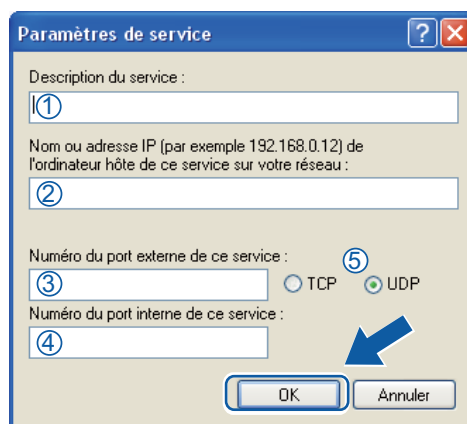 Paramètres de service
Description du service :
①
Nom ou adresse IP (par exemple 192.168.0.12) de
l'ordinateur hôte de ce service sur votre réseau :
②
Numéro du port externe de ce service : ⑤
③ TCP UDP
Numéro du port interne de ce service :
④
OK Annuler